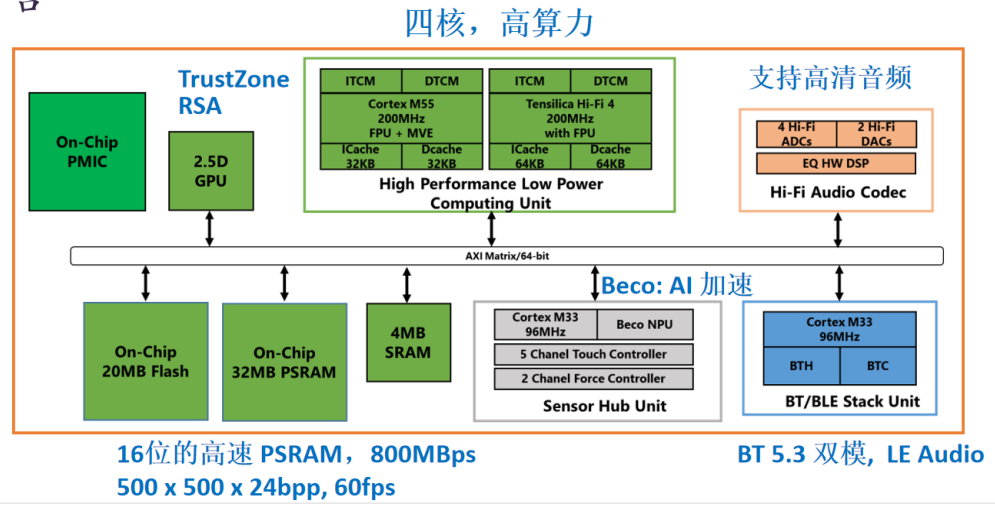 四核，高算力
TrustZone
RSA
支持高清音频
On-Chip
PMIC
2.5D
GPU
ITCM
DTCM
Cortex M55
200MHz
FPU + MVE
ICache
32KB
Dcache
32KB
ITCM
DTCM
Tensilica Hi-Fi 4
200MHz
with FPU
ICache
64KB
Dcache
64KB
High Performance Low Power
Computing Unit
4 Hi-Fi
ADCs
2 Hi-Fi
DACs
EQ HW DSP
Hi-Fi Audio Codec
AXI Matrix/64-bit
On-Chip
20MB Flash
On-Chip
32MB PSRAM
4MB
SRAM
Beco: AI 加速
Cortex M33
96MHz
Beco NPU
5 Chanel Touch Controller
2 Chanel Force Controller
Sensor Hub Unit
Cortex M33
96MHz
BTH
BTC
BT/BLE Stack Unit
16位的高速 PSRAM，800MBps
500 x 500 x 24bpp, 60fps
BT 5.3 双模, LE Audio